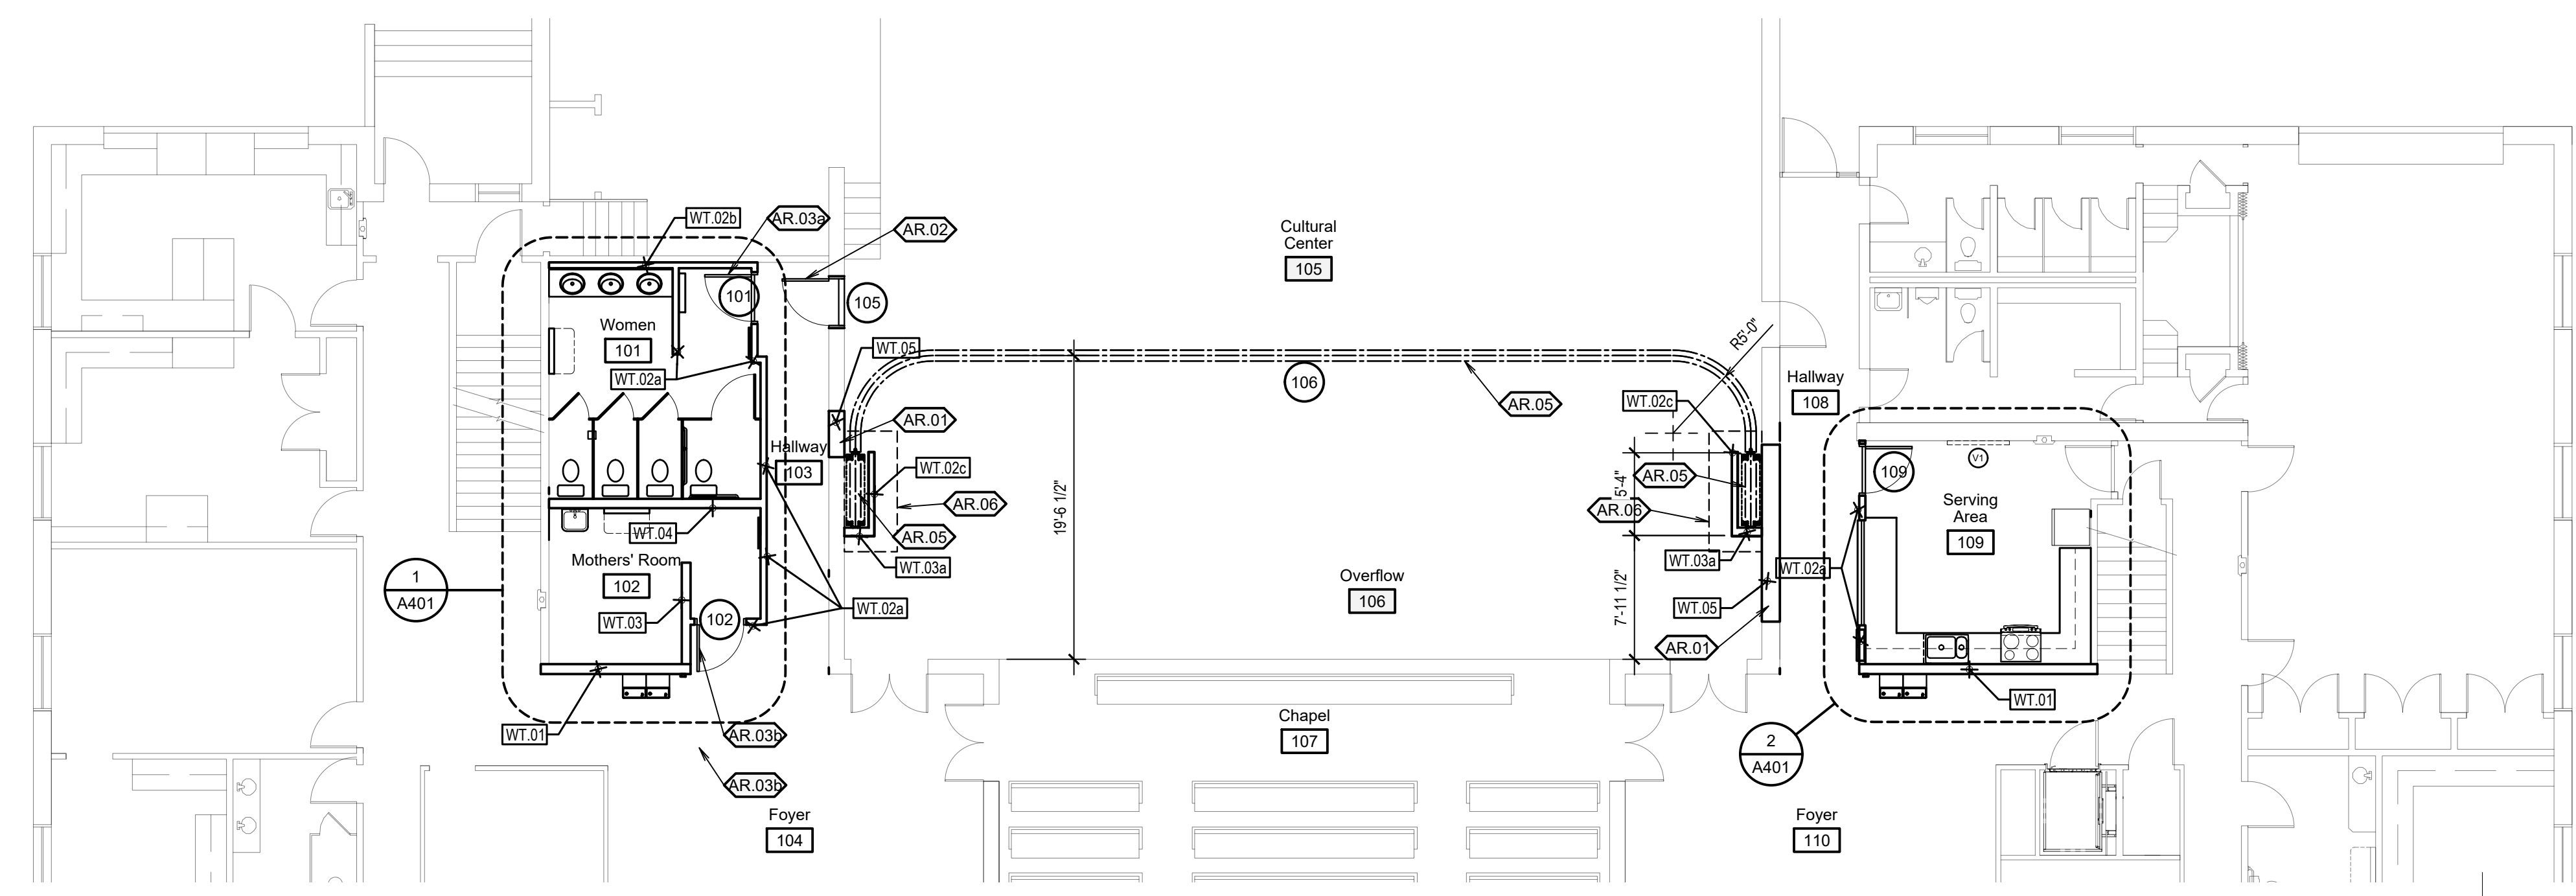 WT.02b
AR.03a
AR.02
Cultural
Center
105
101
105
Women
101
WT.02a
WT.05
106
R5'-0"
AR.05
Hallway
108
WT.02c
AR.01
Hallway
103
WT.02c
AR.06
AR.05
WT.03a
19'-6 1/2"
5'-4"
AR.05
AR.06
WT.03a
7'-11 1/2"
109
V1
Serving
Area
109
WT.02a
WT.04
Mothers' Room
102
1
A401
WT.03
102
WT.02a
Overflow
106
WT.05
AR.01
WT.01
AR.03b
AR.03b
Chapel
107
WT.01
2
A401
Foyer
104
Foyer
110